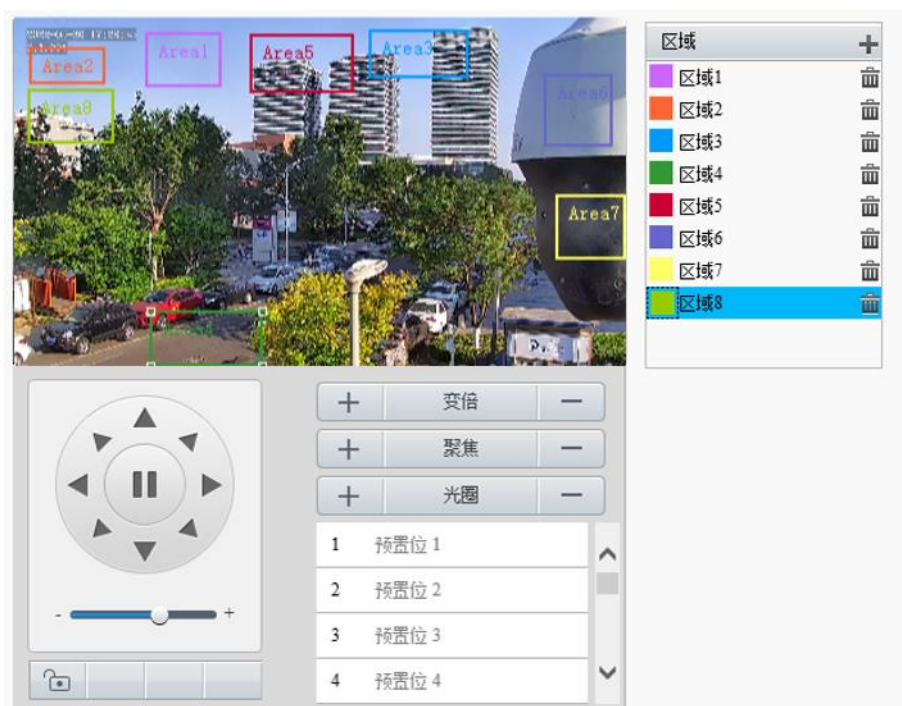 Area1
Area5
Area3
Area2
Area6
Area8
Area7
区域
区域1
区域2
区域3
区域4
区域5
区域6
区域7
区域8
+ 变倍 —
+ 聚焦 —
+ 光圈 —
1 预置位 1
2 预置位 2
3 预置位 3
4 预置位 4
- +